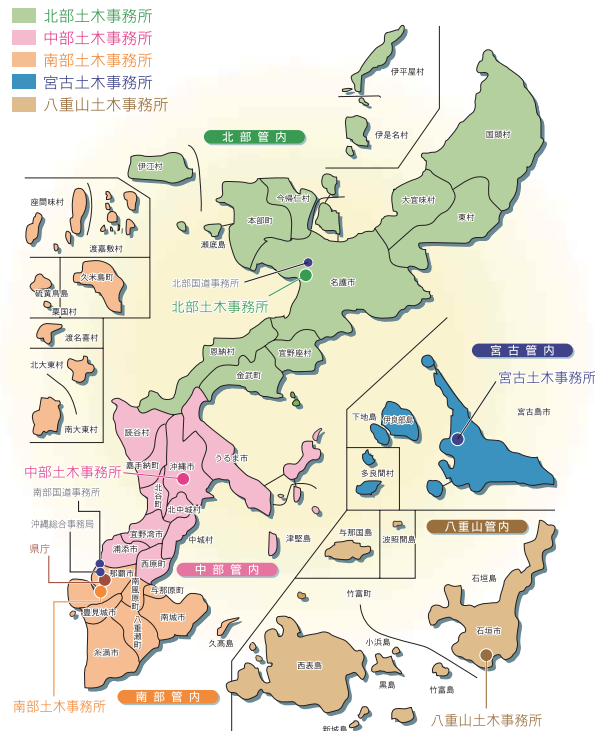 北部土木事務所
中部土木事務所
南部土木事務所
宮古土木事務所
八重山土木事務所
伊平屋村
伊是名村
国頭村
北部管内
伊江村
今帰仁村
大宜味村
本部町
東村
瀬底島
座間味村
渡嘉敷村
久米島町
硫黄鳥島
粟国村
北部国道事務所
名護市
北部土木事務所
渡名喜村
北大東村
南大東村
恩納村
宜野座村
金武町
宮古管内
宮古土木事務所
宮古島市
下地島
伊良部島
多良間村
読谷村
嘉手納町
沖縄市
うるま市
中部土木事務所
北谷町
南部国道事務所
北中城村
沖縄総合事務局
宜野湾市
中城村
津堅島
与那国島
波照間島
八重山管内
県庁
浦添市
西原町
中部管内
那覇市
南風原町
与那原町
豊見城市
八重瀬町
南城市
糸満市
久高島
南部管内
南部土木事務所
竹富町
石垣島
石垣市
小浜島
西表島
黒島
竹富島
新城島
八重山土木事務所